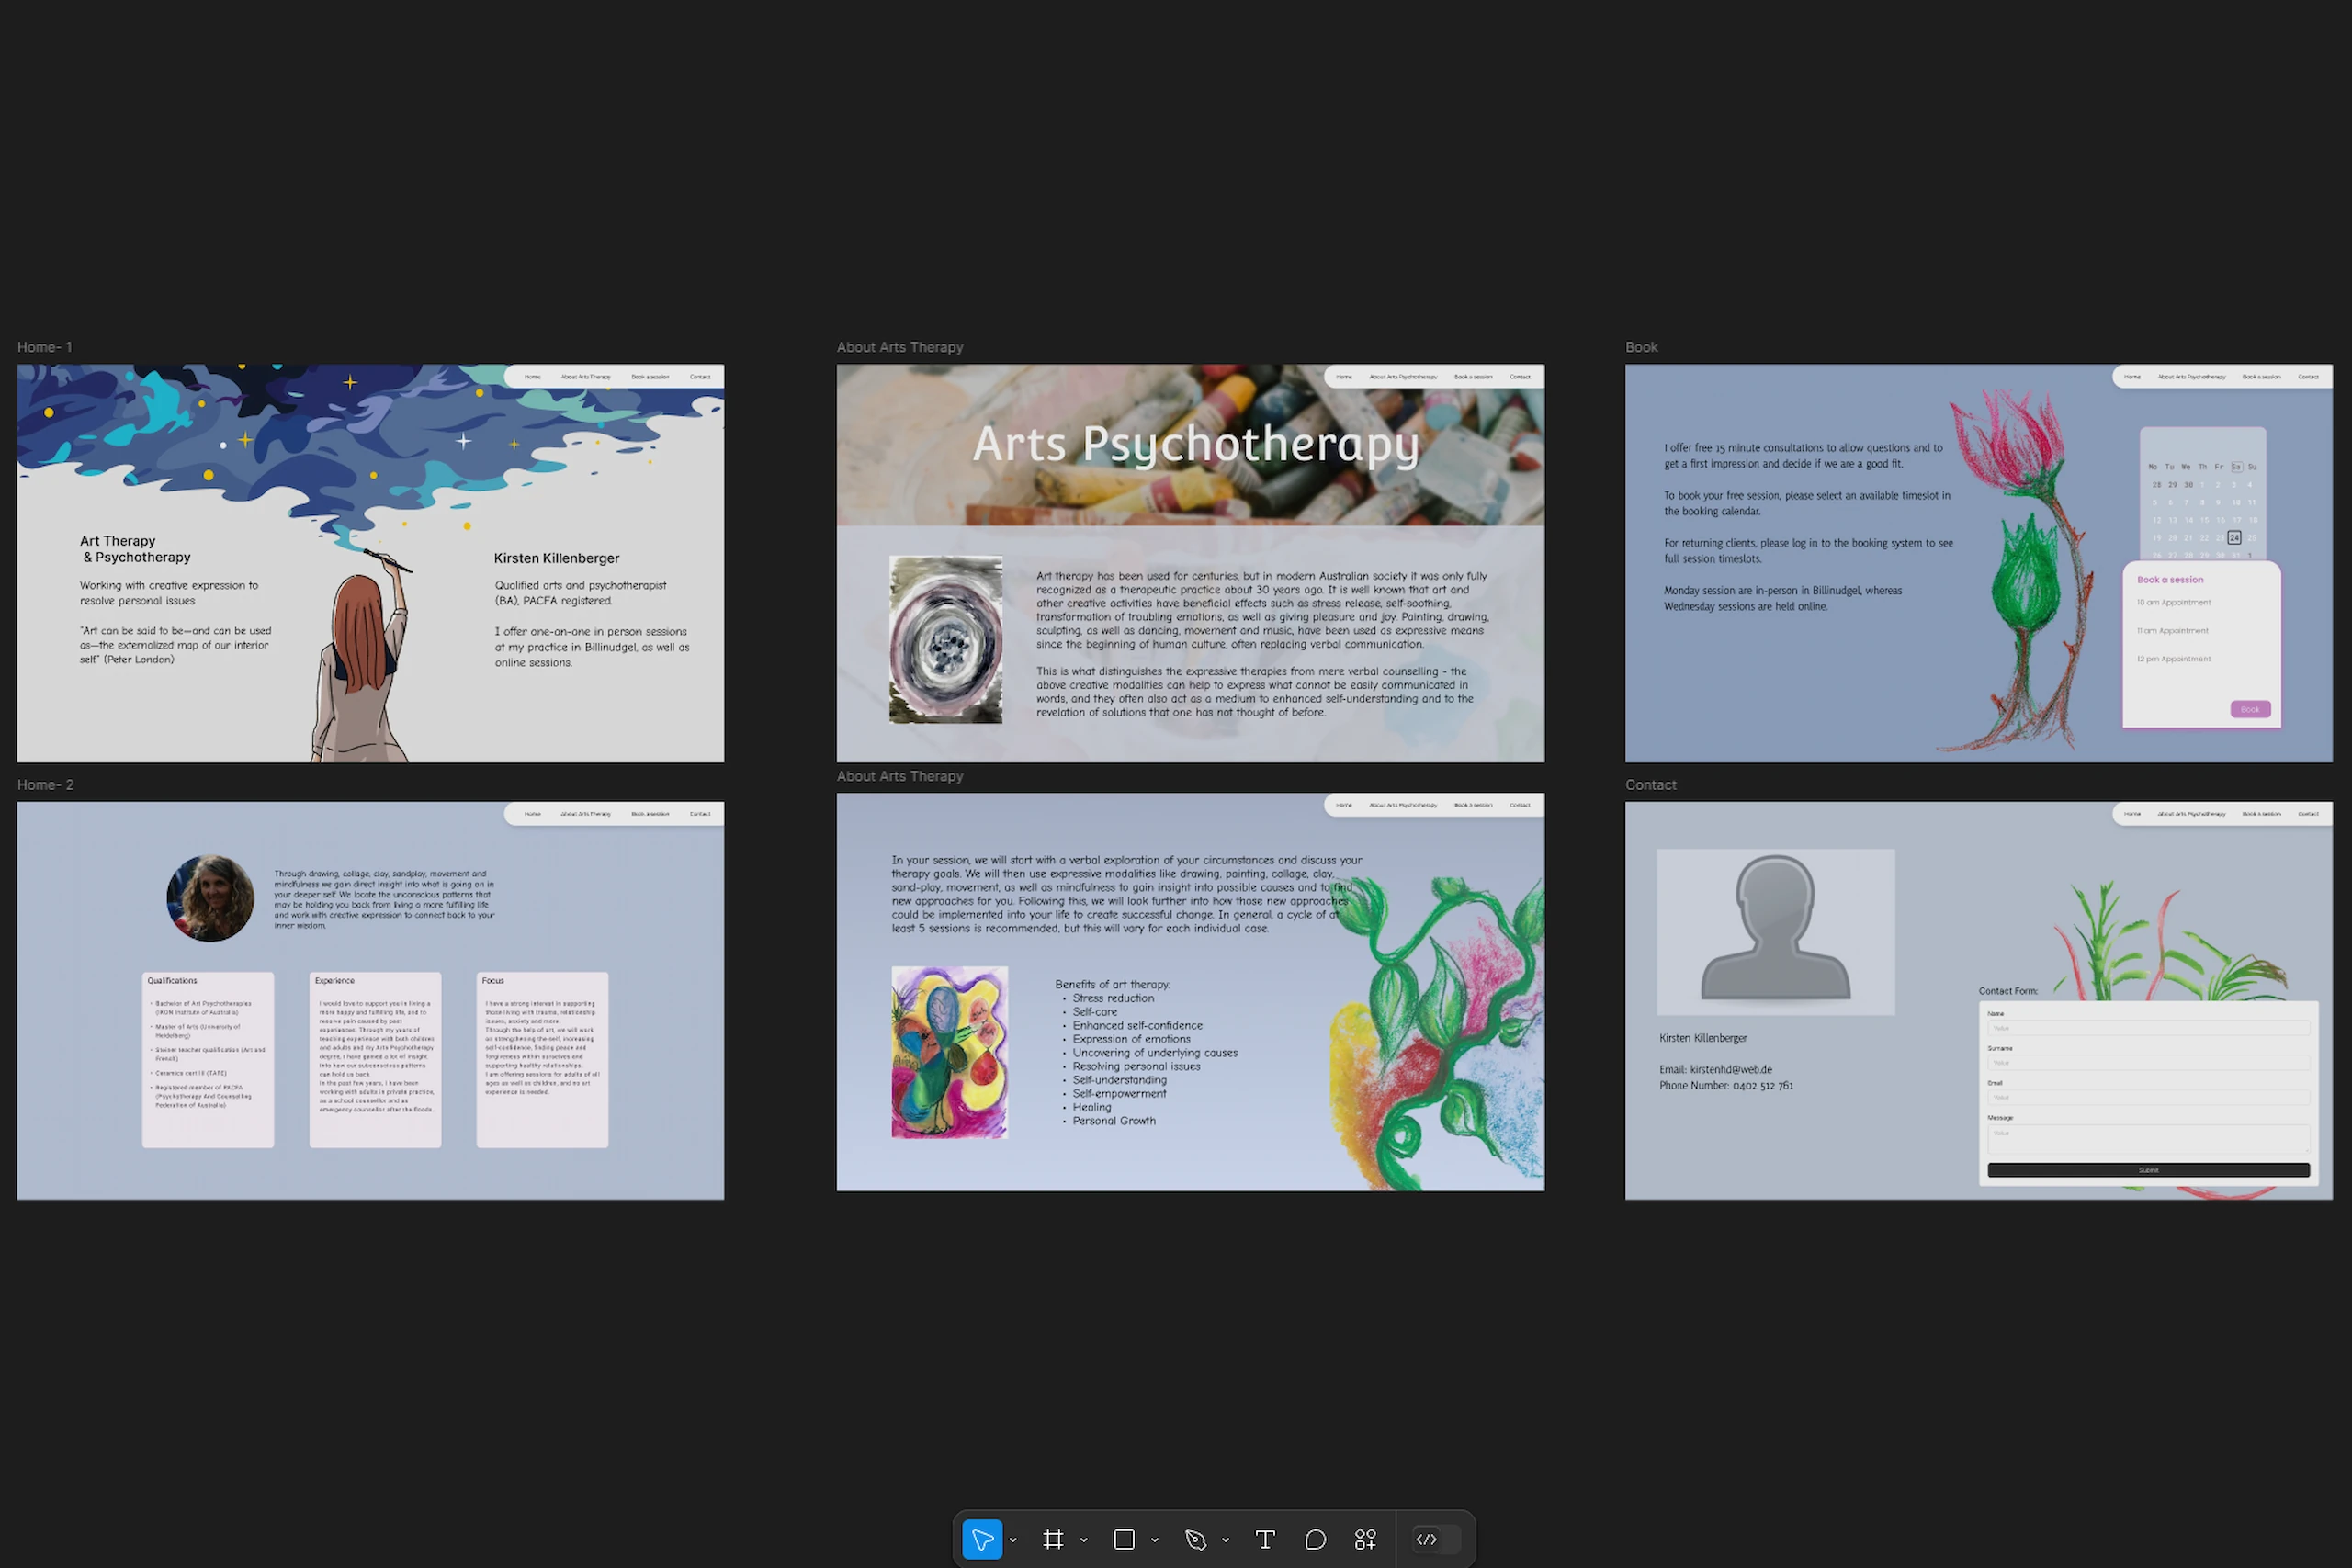 Home- 1
Home About Arts Therapy Book a session Contact
Art Therapy
& Psychotherapy
Working with creative expression to
resolve personal issues
"Art can be said to be—and can be used
as—the externalized map of our interior
self." (Peter London)
Kirsten Killenberger
Qualified arts and psychotherapist
(BA), PACFA registered.
I offer one-on-one in person sessions
at my practice in Billinudgel, as well as
online sessions.
About Arts Therapy
Home About Arts Psychotherapy Book a session Contact
Arts Psychotherapy
Art therapy has been used for centuries, but in modern Australian society it was only fully
recognized as a therapeutic practice about 30 years ago. It is well known that art and
other creative activities have beneficial effects such as stress release, self-soothing,
transformation of troubling emotions, as well as giving pleasure and joy. Painting, drawing,
sculpting, as well as dancing, movement and music, have been used as expressive means
since the beginning of human culture, often replacing verbal communication.
This is what distinguishes the expressive therapies from mere verbal counselling - the
above creative modalities can help to express what cannot be easily communicated in
words, and they often also act as a medium to enhanced self-understanding and to the
revelation of solutions that one has not thought of before.
Book
Home About Arts Psychotherapy Book a session Contact
I offer free 15 minute consultations to allow questions and to
get a first impression and decide if we are a good fit.
To book your free session, please select an available timeslot in
the booking calendar.
For returning clients, please log in to the booking system to see
full session timeslots.
Monday session are in-person in Billinudgel, whereas
Wednesday sessions are held online.
Mo Tu We Th Fr Sa Su
28 29 30 1 2 3 4
5 6 7 8 9 10 11
12 13 14 15 16 17 18
19 20 21 22 23 24 25
26 27 28 29 30 31 1
Book a session
10 am Appointment
11 am Appointment
12 pm Appointment
Book
Home- 2
Home About Arts Therapy Book a session Contact
Through drawing, collage, clay, sandplay, movement and
mindfulness we gain direct insight into what is going on in
your deeper self. We locate the unconscious patterns that
may be holding you back from living a more fulfilling life
and work with creative expression to connect back to your
inner wisdom.
Qualifications
• Bachelor of Art Psychotherapies
(IKON Institute of Australia)
• Master of Arts (University of
Heidelberg)
• Steiner teacher qualification (Art and
French)
• Ceramics cert III (TAFE)
• Registered member of PACFA
(Psychotherapy And Counselling
Federation of Australia)
Experience
I would love to support you in living a
more happy and fulfilling life, and to
resolve pain caused by past
experiences. Through my years of
teaching experience with both children
and adults and my Arts Psychotherapy
degree, I have gained a lot of insight
into how our subconscious patterns
can hold us back.
In the past few years, I have been
working with adults in private practice,
as a school counsellor and as
emergency counsellor after the floods.
Focus
I have a strong interest in supporting
those living with trauma, relationship
issues, anxiety and more.
Through the help of art, we will work
on strengthening the self, increasing
self-confidence, finding peace and
forgiveness within ourselves and
supporting healthy relationships.
I am offering sessions for adults of all
ages as well as children, and no art
experience is needed.
About Arts Therapy
Home About Arts Psychotherapy Book a session Contact
In your session, we will start with a verbal exploration of your circumstances and discuss your
therapy goals. We will then use expressive modalities like drawing, painting, collage, clay,
sand-play, movement, as well as mindfulness to gain insight into possible causes and to find
new approaches for you. Following this, we will look further into how those new approaches
could be implemented into your life to create successful change. In general, a cycle of at
least 5 sessions is recommended, but this will vary for each individual case.
Benefits of art therapy:
• Stress reduction
• Self-care
• Enhanced self-confidence
• Expression of emotions
• Uncovering of underlying causes
• Resolving personal issues
• Self-understanding
• Self-empowerment
• Healing
• Personal Growth
Contact
Home About Arts Psychotherapy Book a session Contact
Kirsten Killenberger
Email: kirstenhd@web.de
Phone Number: 0402 512 761
Contact Form:
Name
Value
Surname
Value
Email
Value
Message
Value
Submit